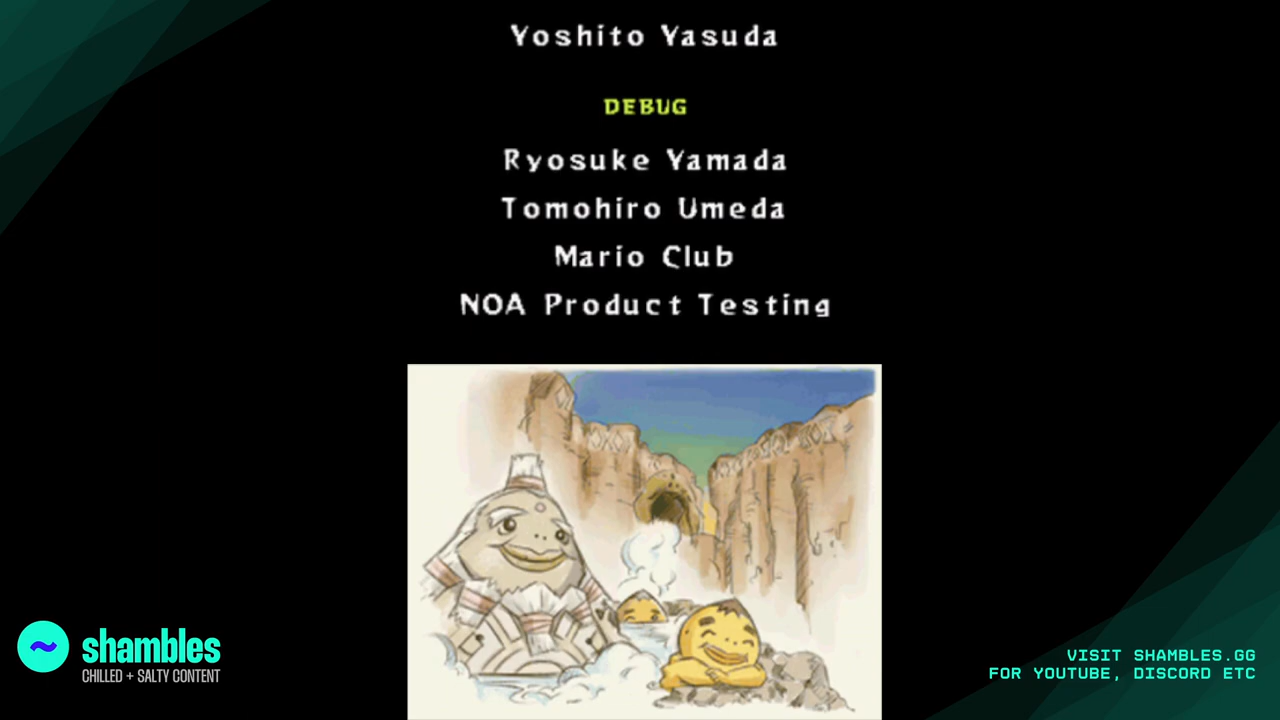 Yoshito Yasuda
DEBUG
Ryosuke Yamada
Tomohiro Umeda
Mario Club
NOA Product Testing
~ shambles
CHILLED + SALTY CONTENT
VISIT SHAMBLES.GG
FOR YOUTUBE, DISCORD ETC